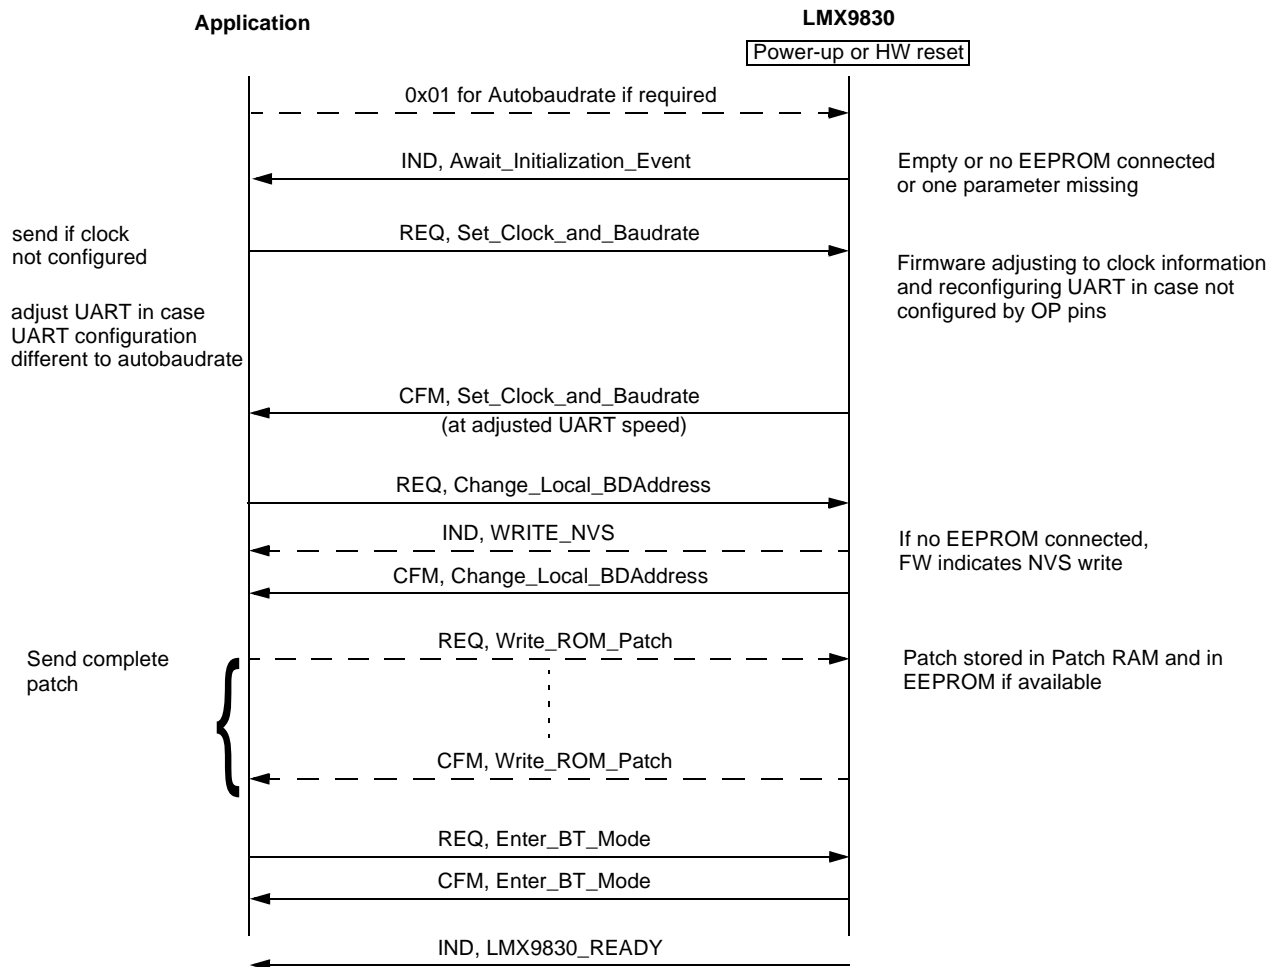 Application
LMX9830
Power-up or HW reset
0x01 for Autobaudrate if required
IND, Await_Initialization_Event
Empty or no EEPROM connected
or one parameter missing
send if clock
not configured
REQ, Set_Clock_and_Baudrate
Firmware adjusting to clock information
and reconfiguring UART in case not
configured by OP pins
adjust UART in case
UART configuration
different to autobaudrate
CFM, Set_Clock_and_Baudrate
(at adjusted UART speed)
REQ, Change_Local_BDAddress
IND, WRITE_NVS
If no EEPROM connected,
FW indicates NVS write
CFM, Change_Local_BDAddress
REQ, Write_ROM_Patch
Send complete
patch
Patch stored in Patch RAM and in
EEPROM if available
CFM, Write_ROM_Patch
REQ, Enter_BT_Mode
CFM, Enter_BT_Mode
IND, LMX9830_READY